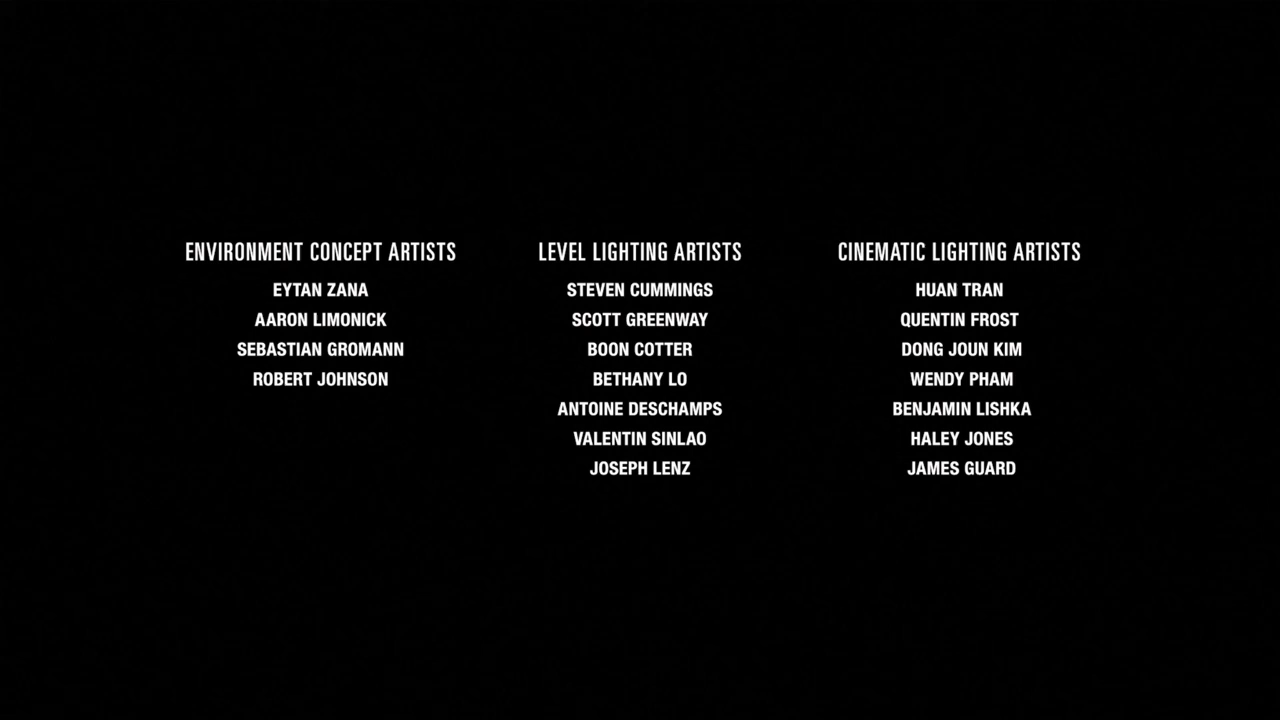 ENVIRONMENT CONCEPT ARTISTS
EYTAN ZANA
AARON LIMONICK
SEBASTIAN GROMANN
ROBERT JOHNSON
LEVEL LIGHTING ARTISTS
STEVEN CUMMINGS
SCOTT GREENWAY
BOON COTTER
BETHANY LO
ANTOINE DESCHAMPS
VALENTIN SINLAO
JOSEPH LENZ
CINEMATIC LIGHTING ARTISTS
HUAN TRAN
QUENTIN FROST
DONG JOUN KIM
WENDY PHAM
BENJAMIN LISHKA
HALEY JONES
JAMES GUARD